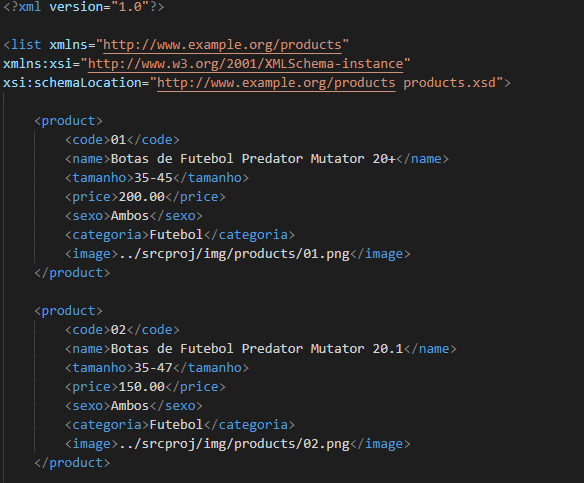 <?xml version="1.0"?>
<list xmlns="http://www.example.org/products"
xmlns:xsi="http://www.w3.org/2001/XMLSchema-instance"
xsi:schemaLocation="http://www.example.org/products products.xsd">
<product>
<code>01</code>
<name>Botas de Futebol Predator Mutator 20+</name>
<tamanho>35-45</tamanho>
<price>200.00</price>
<sexo>Ambos</sexo>
<categoria>Futebol</categoria>
<image>../srcproj/img/products/01.png</image>
</product>
<product>
<code>02</code>
<name>Botas de Futebol Predator Mutator 20.1</name>
<tamanho>35-47</tamanho>
<price>150.00</price>
<sexo>Ambos</sexo>
<categoria>Futebol</categoria>
<image>../srcproj/img/products/02.png</image>
</product>